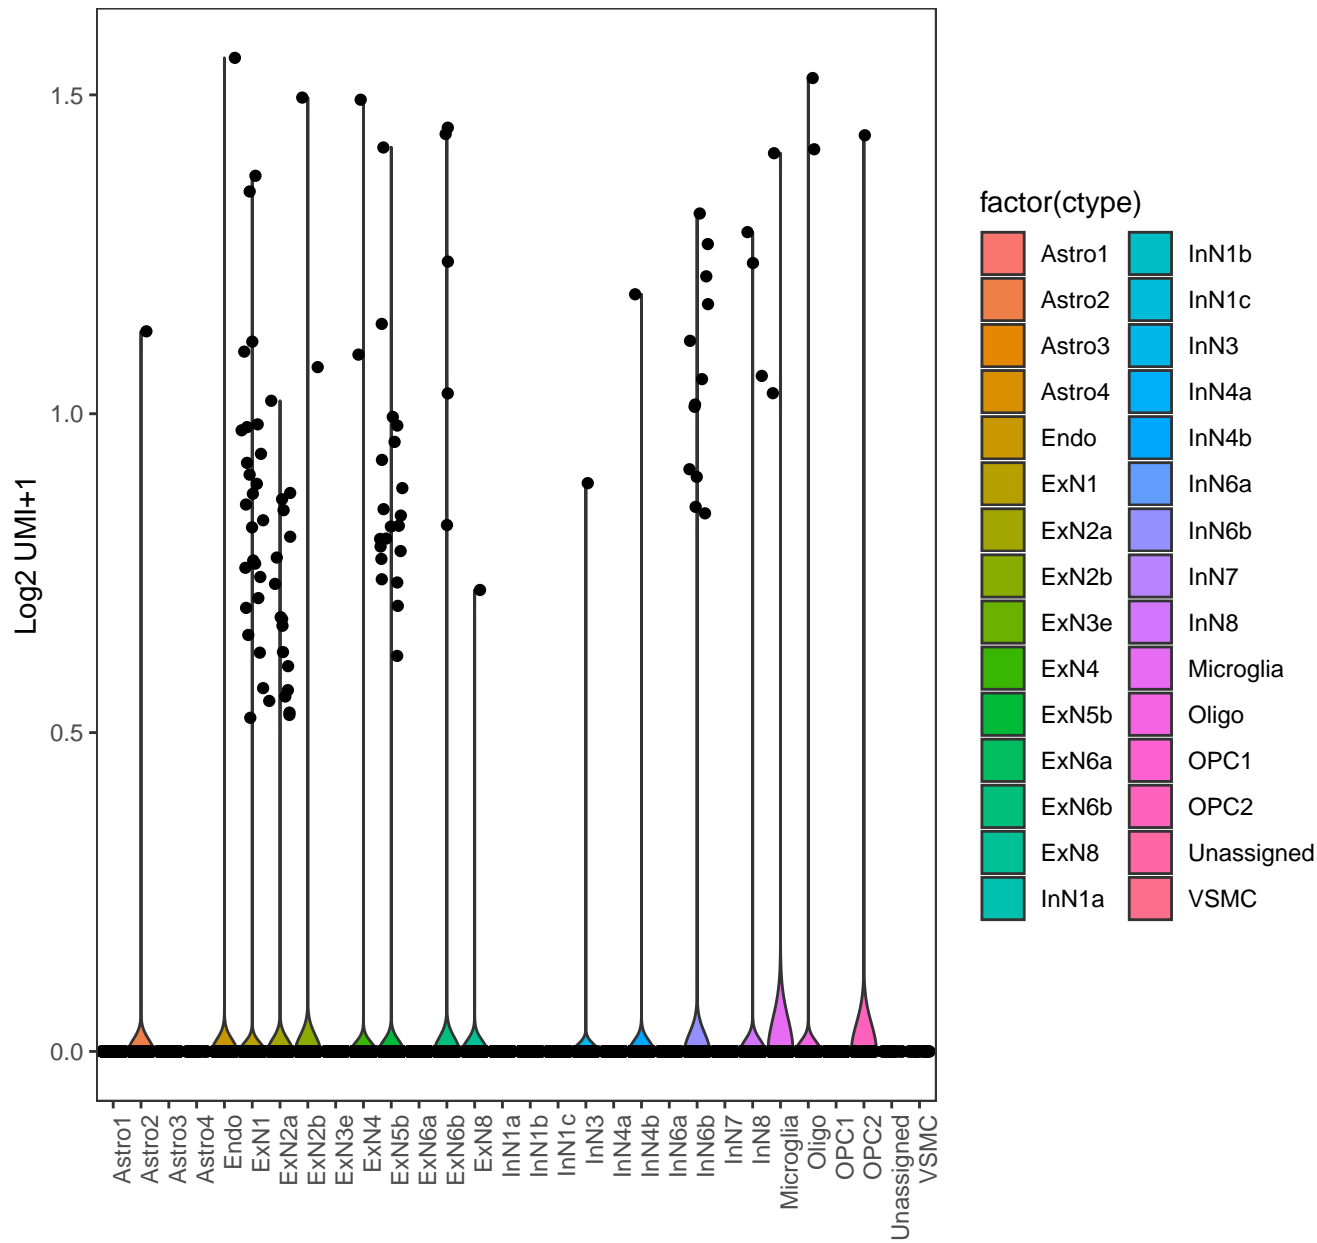 Log2 UMI+1
1.5
1.0
0.5
0.0
Astro1
Astro2
Astro3
Astro4
Endo
ExN1
ExN2a
ExN2b
ExN3e
ExN4
ExN5b
ExN6a
ExN6b
ExN8
InN1a
InN1b
InN1c
InN3
InN4a
InN4b
InN6a
InN6b
InN7
InN8
Microglia
Oligo
OPC1
OPC2
Unassigned
VSMC
factor(ctype)
Astro1
Astro2
Astro3
Astro4
Endo
ExN1
ExN2a
ExN2b
ExN3e
ExN4
ExN5b
ExN6a
ExN6b
ExN8
InN1a
InN1b
InN1c
InN3
InN4a
InN4b
InN6a
InN6b
InN7
InN8
Microglia
Oligo
OPC1
OPC2
Unassigned
VSMC